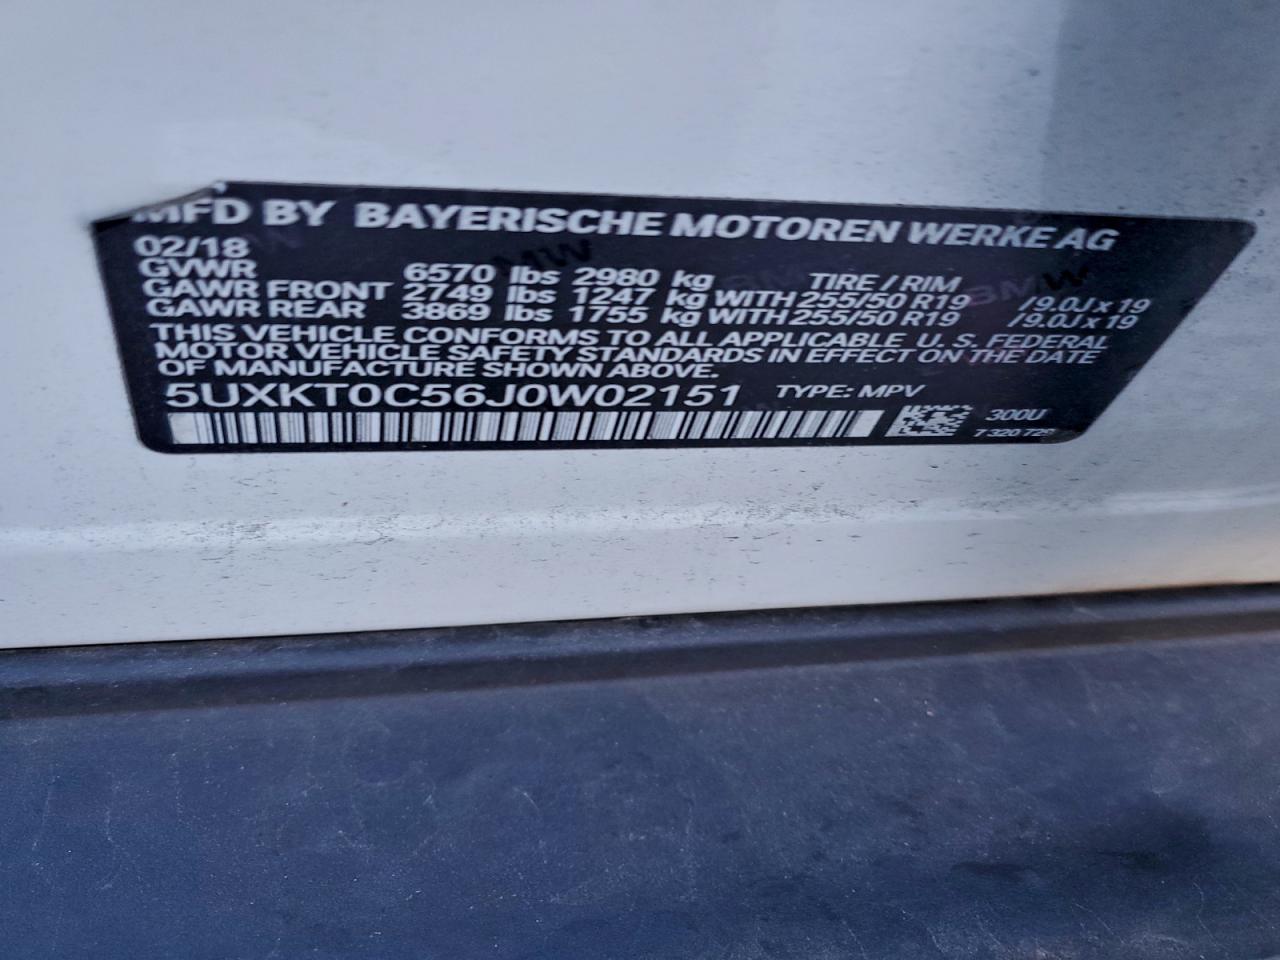 MFD BY BAYERISCHE MOTOREN WERKE AG
02/18
GVWR 6570 lbs 2980 kg TIRE / RIM
GAWR FRONT 2749 lbs 1247 kg WITH 255/50 R19 /9.0J x 19
GAWR REAR 3869 lbs 1755 kg WITH 255/50 R19 /9.0J x 19
THIS VEHICLE CONFORMS TO ALL APPLICABLE U. S. FEDERAL
MOTOR VEHICLE SAFETY STANDARDS IN EFFECT ON THE DATE
OF MANUFACTURE SHOWN ABOVE.
5UXKT0C56J0W02151 TYPE: MPV
300U
7 320 729